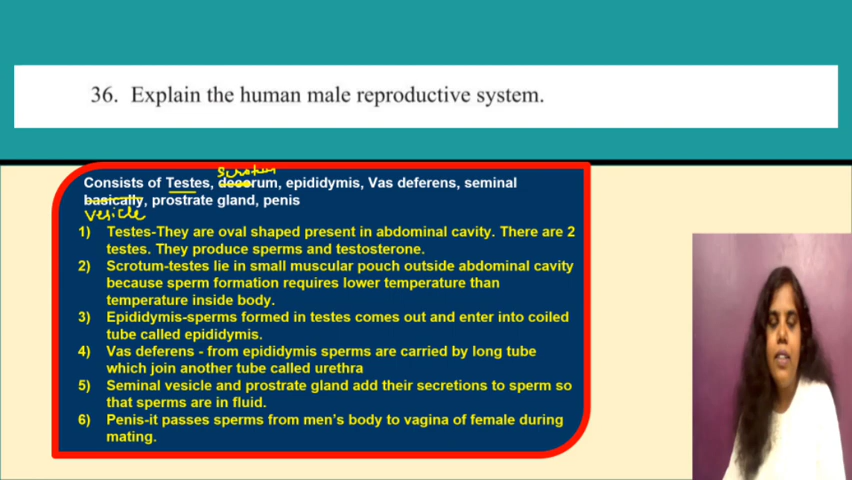 36. Explain the human male reproductive system.
scrotum
Consists of Testes, decorum, epididymis, Vas deferens, seminal
basically, prostrate gland, penis
vesicle
1) Testes-They are oval shaped present in abdominal cavity. There are 2
testes. They produce sperms and testosterone.
2) Scrotum-testes lie in small muscular pouch outside abdominal cavity
because sperm formation requires lower temperature than
temperature inside body.
3) Epididymis-sperms formed in testes comes out and enter into coiled
tube called epididymis.
4) Vas deferens - from epididymis sperms are carried by long tube
which join another tube called urethra
5) Seminal vesicle and prostrate gland add their secretions to sperm so
that sperms are in fluid.
6) Penis-it passes sperms from men's body to vagina of female during
mating.